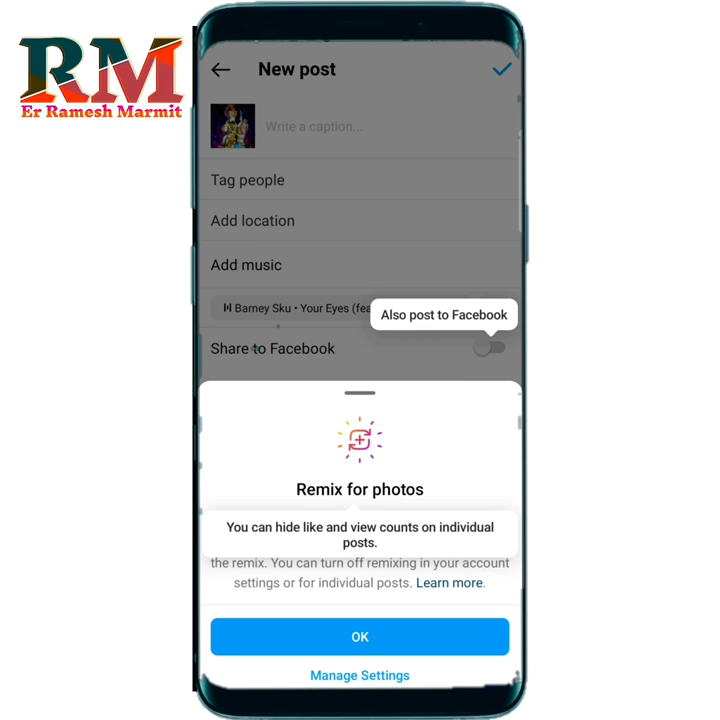 RM
Er Ramesh Marmit
New post
Write a caption...
Tag people
Add location
Add music
Barney Sku • Your Eyes (fea
Also post to Facebook
Share to Facebook
Remix for photos
You can hide like and view counts on individual
posts.
the remix. You can turn off remixing in your account
settings or for individual posts. Learn more.
OK
Manage Settings